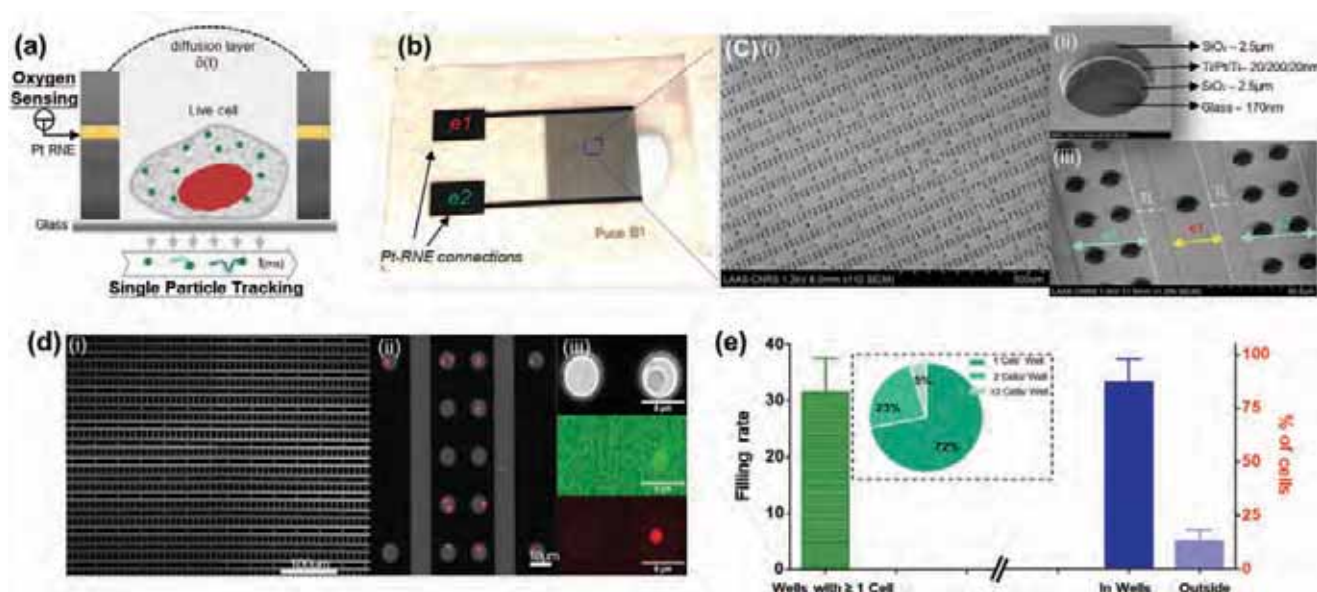 (a)
diffusion layer
δ(t)
Oxygen
Sensing
Live cell
Pt RNE
Glass
t(ms)
Single Particle Tracking
(b)
e1
e2
Puce B1
Pt-RNE connections
(C)
(i)
(ii)
SiO₂ ~ 2.5µm
Ti/Pt/Ti~ 20/200/20nm
SiO₂ ~ 2.5µm
Glass ~ 170nm
(iii)
e1
(d)
(i)
100µm
(ii)
10µm
(iii)
(e)
Filling rate
40
30
20
10
0
1 Cell/ Well
2 Cells/ Well
5%
23%
72%
Wells with ≥ 1 Cell
In Wells
Outside
100
75
50
25
0
% of cells